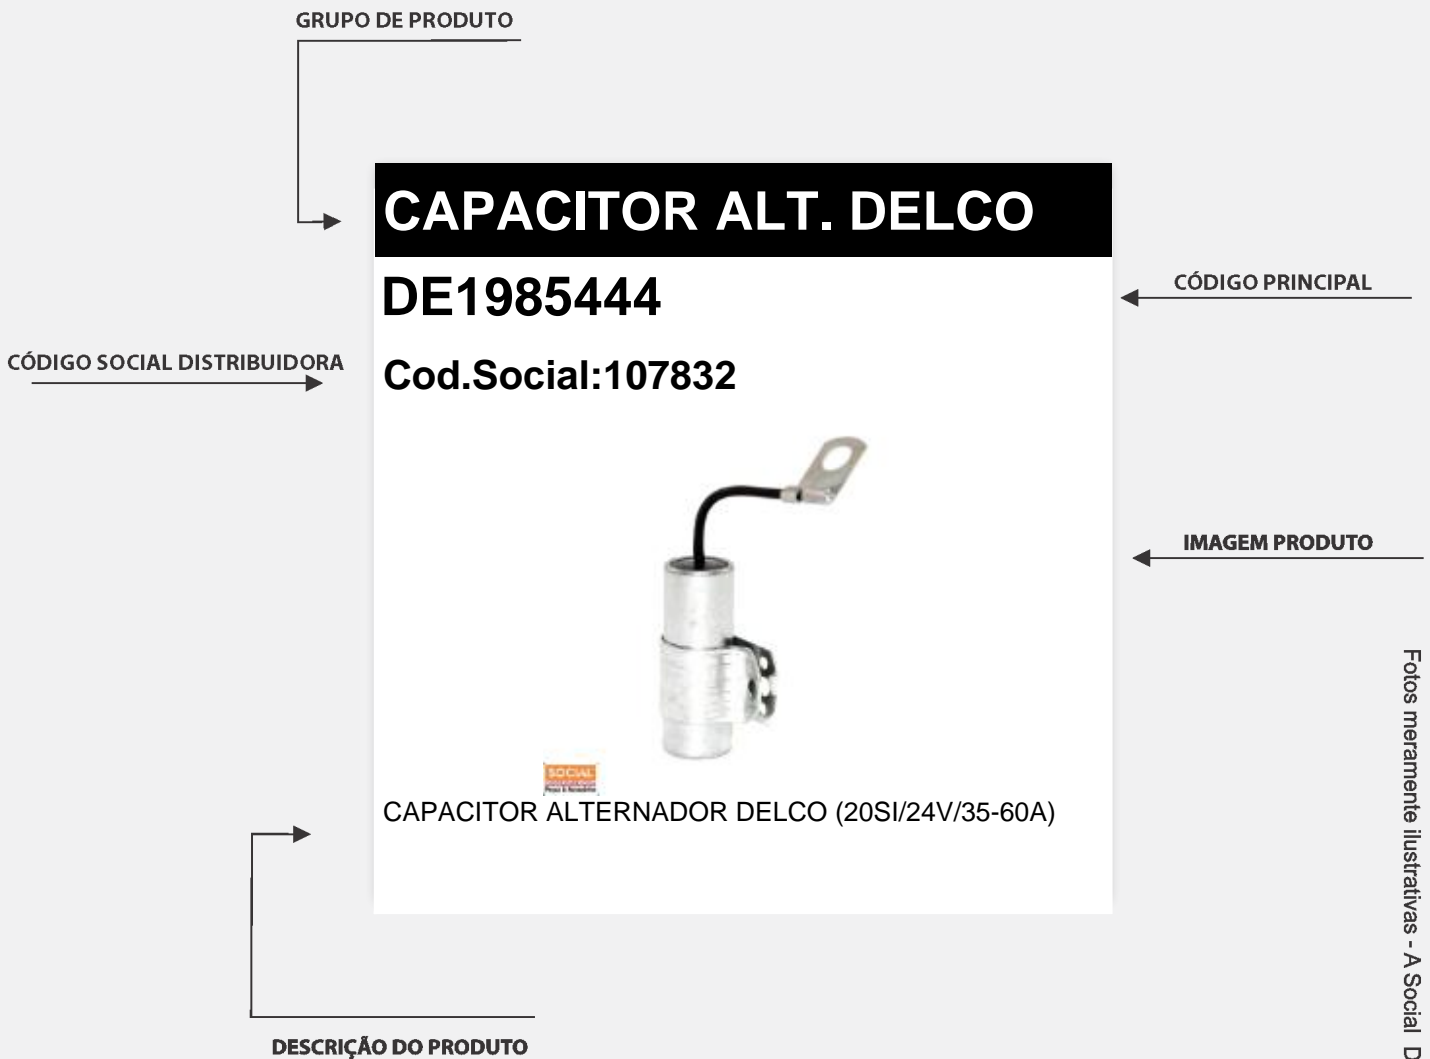 GRUPO DE PRODUTO
CAPACITOR ALT. DELCO
DE1985444
CÓDIGO PRINCIPAL
CÓDIGO SOCIAL DISTRIBUIDORA
Cod.Social:107832
IMAGEM PRODUTO
SOCIAL
CAPACITOR ALTERNADOR DELCO (20SI/24V/35-60A)
DESCRIÇÃO DO PRODUTO
Fotos meramente ilustrativas - A Social D